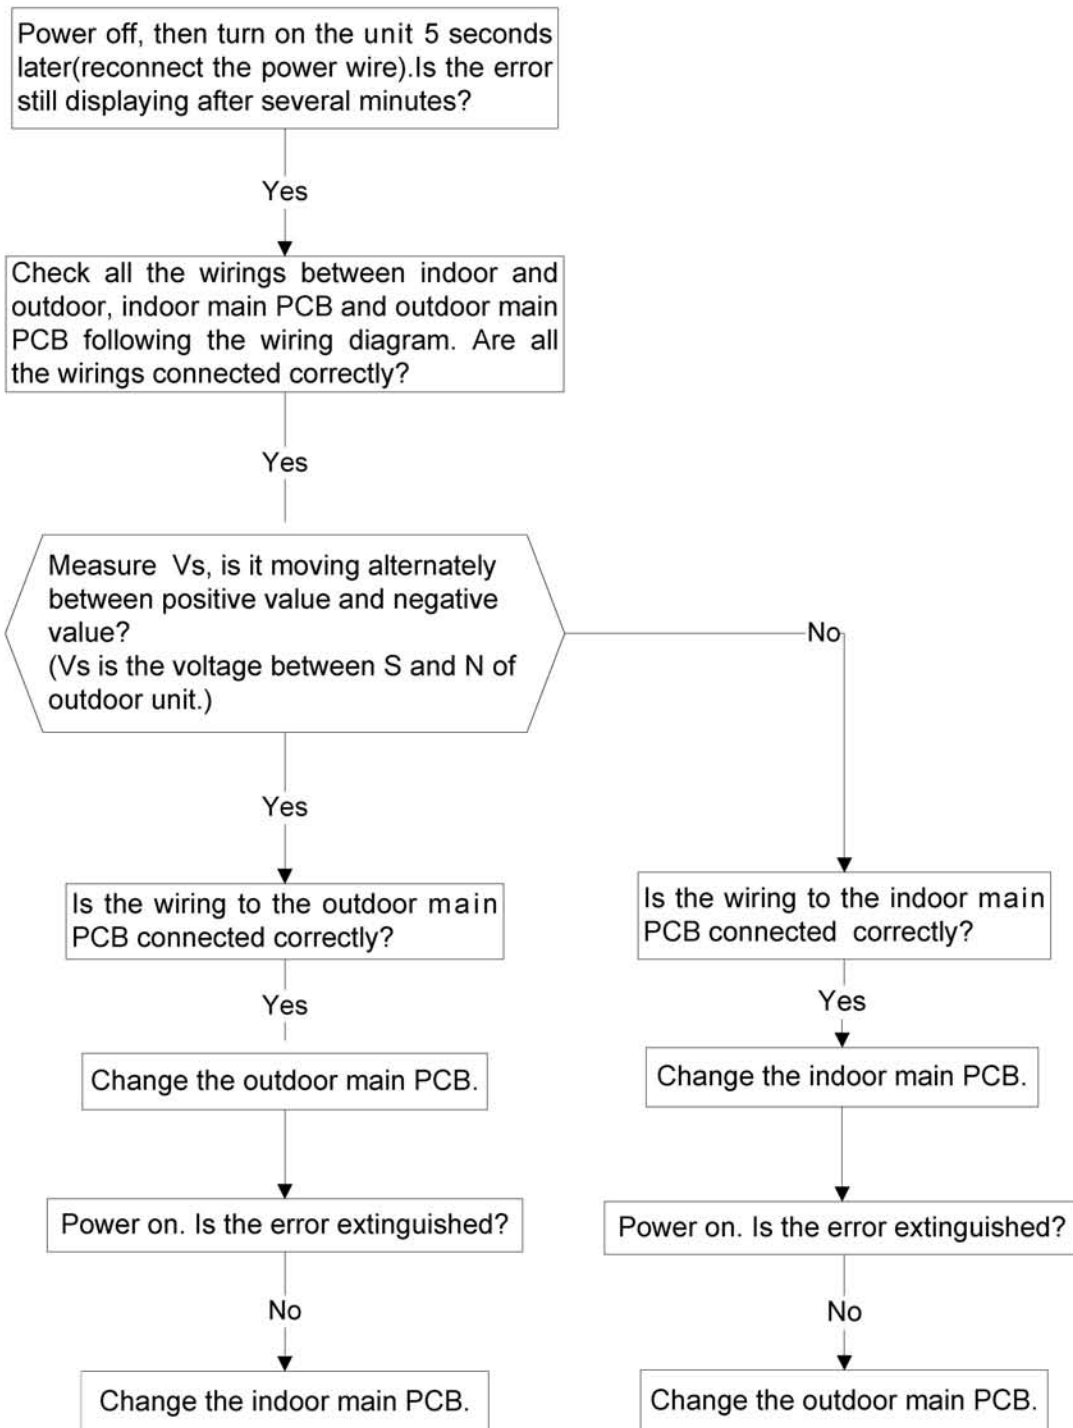 Power off, then turn on the unit 5 seconds
later(reconnect the power wire).Is the error
still displaying after several minutes?
Yes
Check all the wirings between indoor and
outdoor, indoor main PCB and outdoor main
PCB following the wiring diagram. Are all
the wirings connected correctly?
Yes
Measure Vs, is it moving alternately
between positive value and negative
value?
(Vs is the voltage between S and N of
outdoor unit.)
No
Yes
Is the wiring to the outdoor main
PCB connected correctly?
Yes
Change the outdoor main PCB.
Power on. Is the error extinguished?
No
Change the indoor main PCB.
Is the wiring to the indoor main
PCB connected correctly?
Yes
Change the indoor main PCB.
Power on. Is the error extinguished?
No
Change the outdoor main PCB.